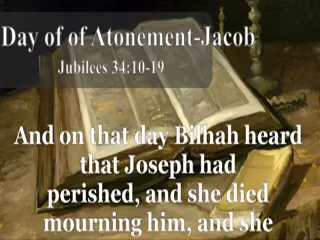 Day of of Atonement-Jacob
Jubilees 34:10-19
And on that day Bilhah heard
that Joseph had
perished, and she died
mourning him, and she